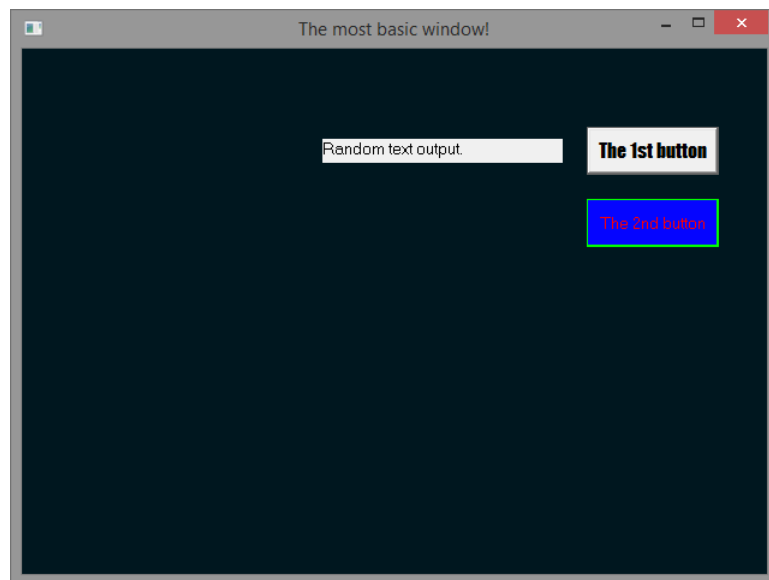 The most basic window!
Random text output.
The 1st button
The 2nd button